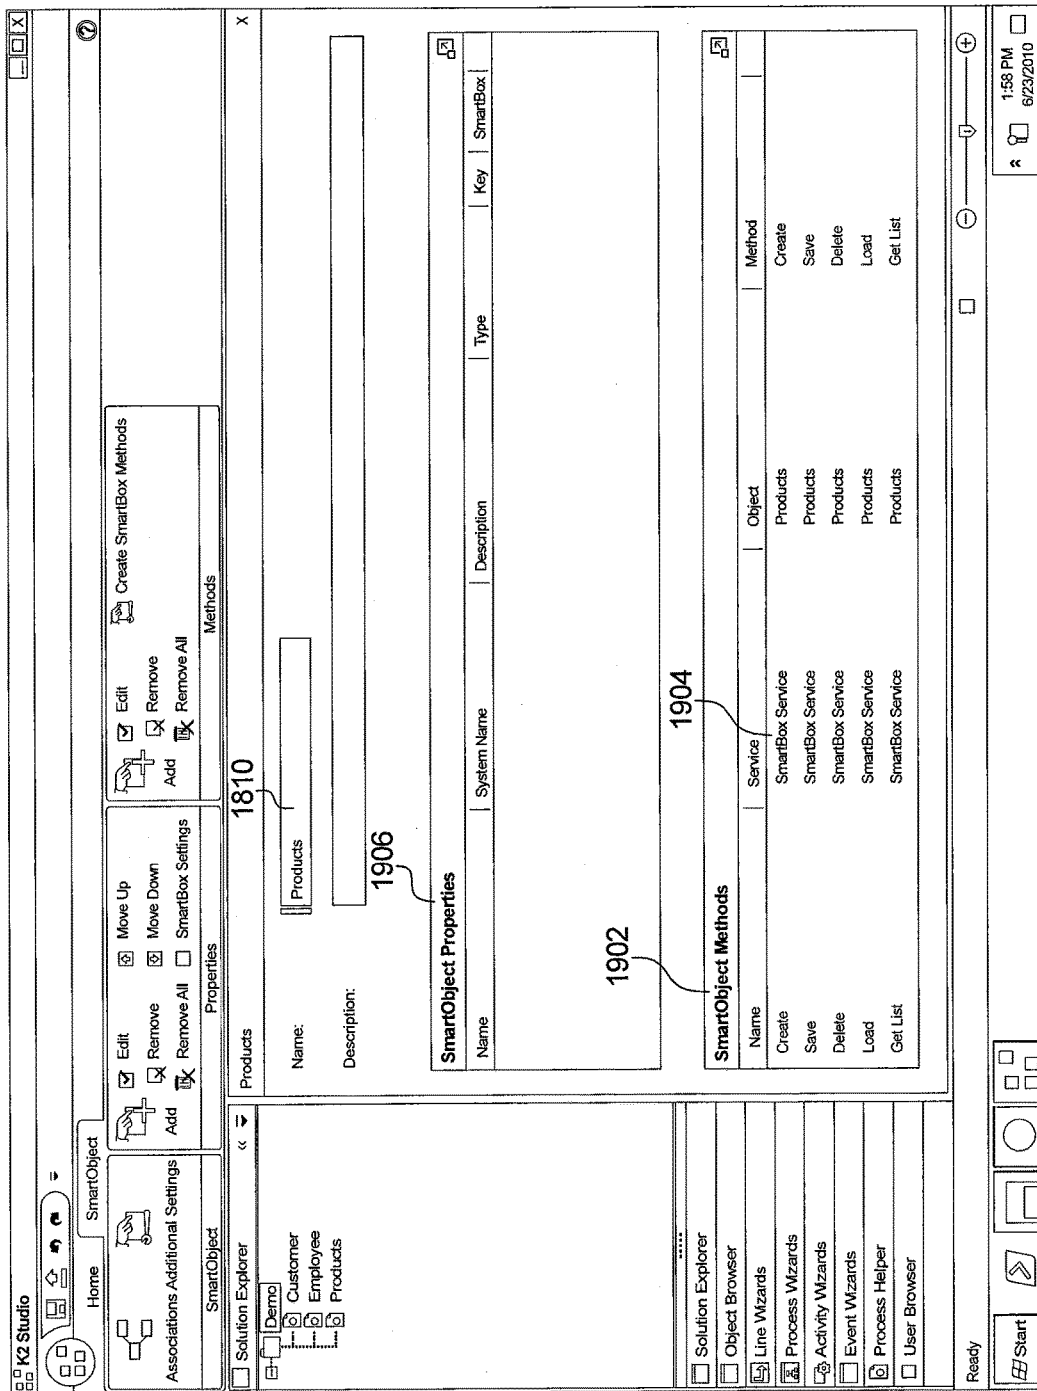 K2 Studio
Home SmartObject
Associations Additional Settings
SmartObject
Add
Edit
Remove
Remove All
Move Up
Move Down
SmartBox Settings
Properties
Add
Edit
Remove
Remove All
Create SmartBox Methods
Methods
Solution Explorer
Demo
Customer
Employee
Products
Solution Explorer
Object Browser
Line Wizards
Process Wizards
Activity Wizards
Event Wizards
Process Helper
User Browser
Products X
1810
Name: Products
Description:
1906
SmartObject Properties
Name System Name Description Type Key SmartBox
1902
1904
SmartObject Methods
Name Service Object Method
Create SmartBox Service Products Create
Save SmartBox Service Products Save
Delete SmartBox Service Products Delete
Load SmartBox Service Products Load
Get List SmartBox Service Products Get List
Ready
Start
1:58 PM
6/23/2010